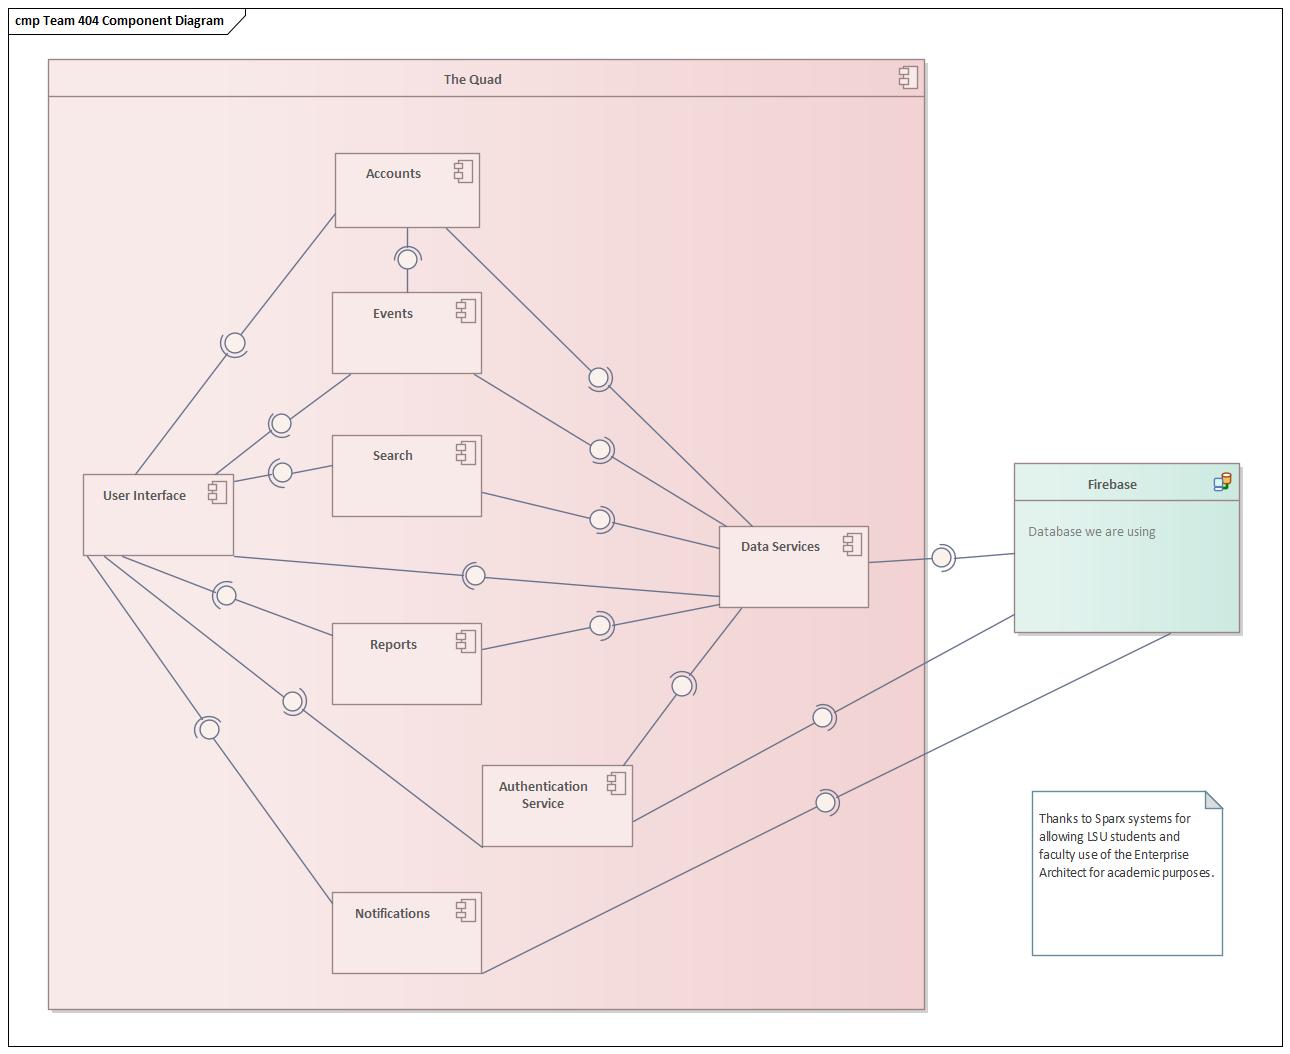 cmp Team 404 Component Diagram
The Quad
Accounts
Events
Search
User Interface
Firebase
Database we are using
Data Services
Reports
Authentication
Service
Thanks to Sparx systems for
allowing LSU students and
faculty use of the Enterprise
Architect for academic purposes.
Notifications